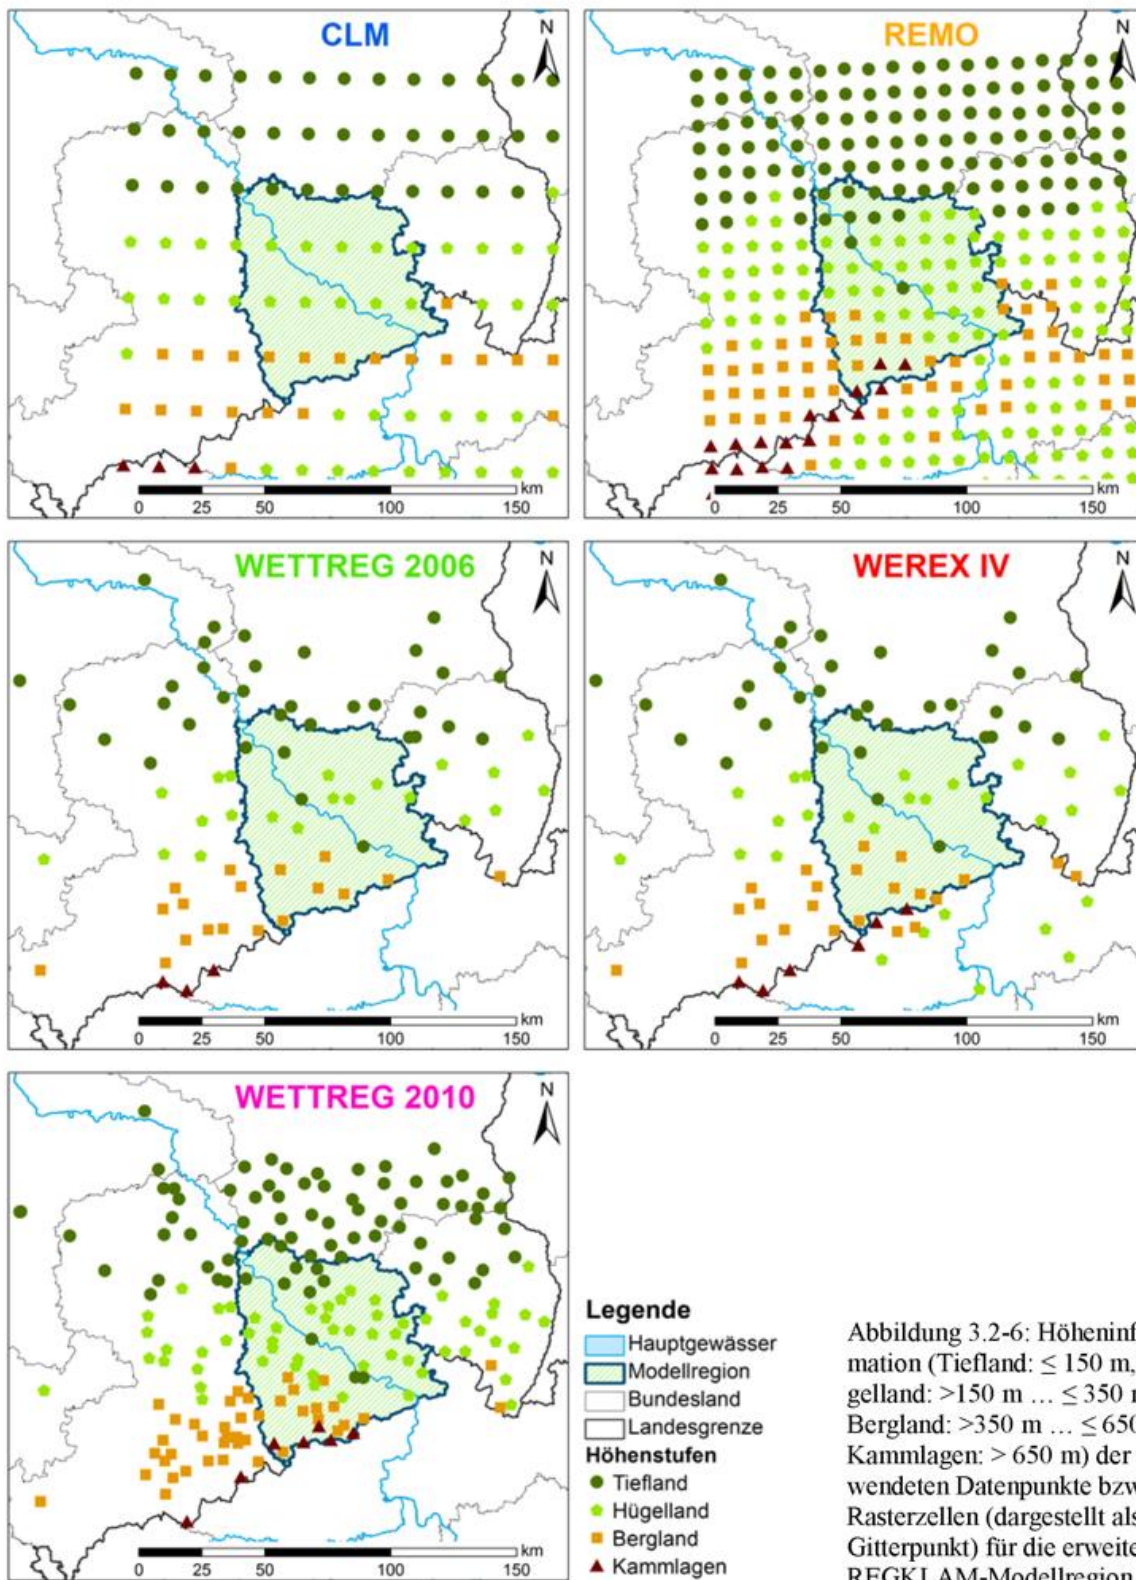 CLM
N
km
0 25 50 100 150
REMO
N
km
0 25 50 100 150
WETTREG 2006
N
km
0 25 50 100 150
WEREX IV
N
km
0 25 50 100 150
WETTREG 2010
N
km
0 25 50 100 150
Legende
Hauptgewässer
Modellregion
Bundesland
Landesgrenze
Höhenstufen
Tiefland
Hügelland
Bergland
Kammlagen
Abbildung 3.2-6: Höheninf
mation (Tiefland: ≤ 150 m,
gelland: >150 m ... ≤ 350 m
Bergland: >350 m ... ≤ 650
Kammlagen: > 650 m) der
wendeten Datenpunkte bzw
Rasterzellen (dargestellt als
Gitterpunkt) für die erweite
REGKLAM-Modellregion